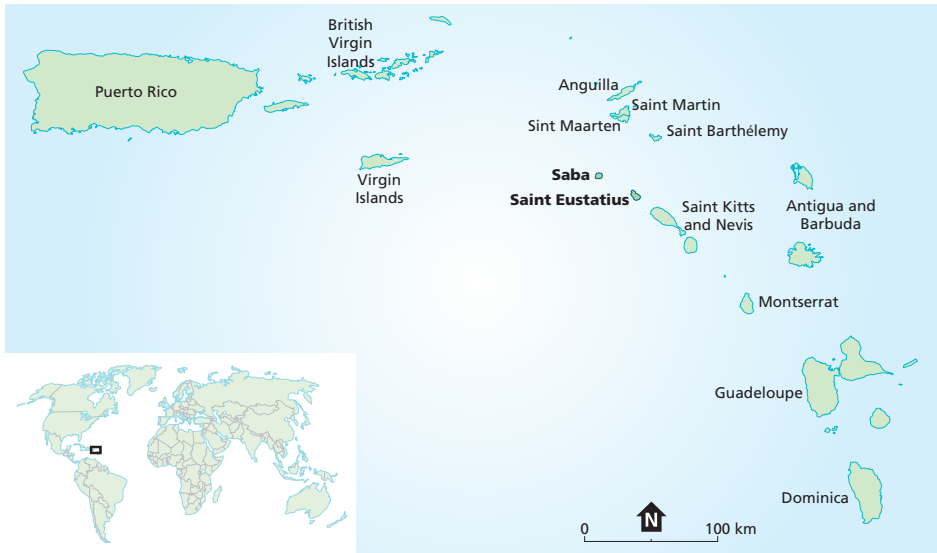 British
Virgin
Islands
Puerto Rico
Anguilla
Saint Martin
Sint Maarten
Saint Barthélemy
Virgin
Islands
Saba
Saint Eustatius
Saint Kitts
and Nevis
Antigua and
Barbuda
Montserrat
Guadeloupe
Dominica
N
0 100 km